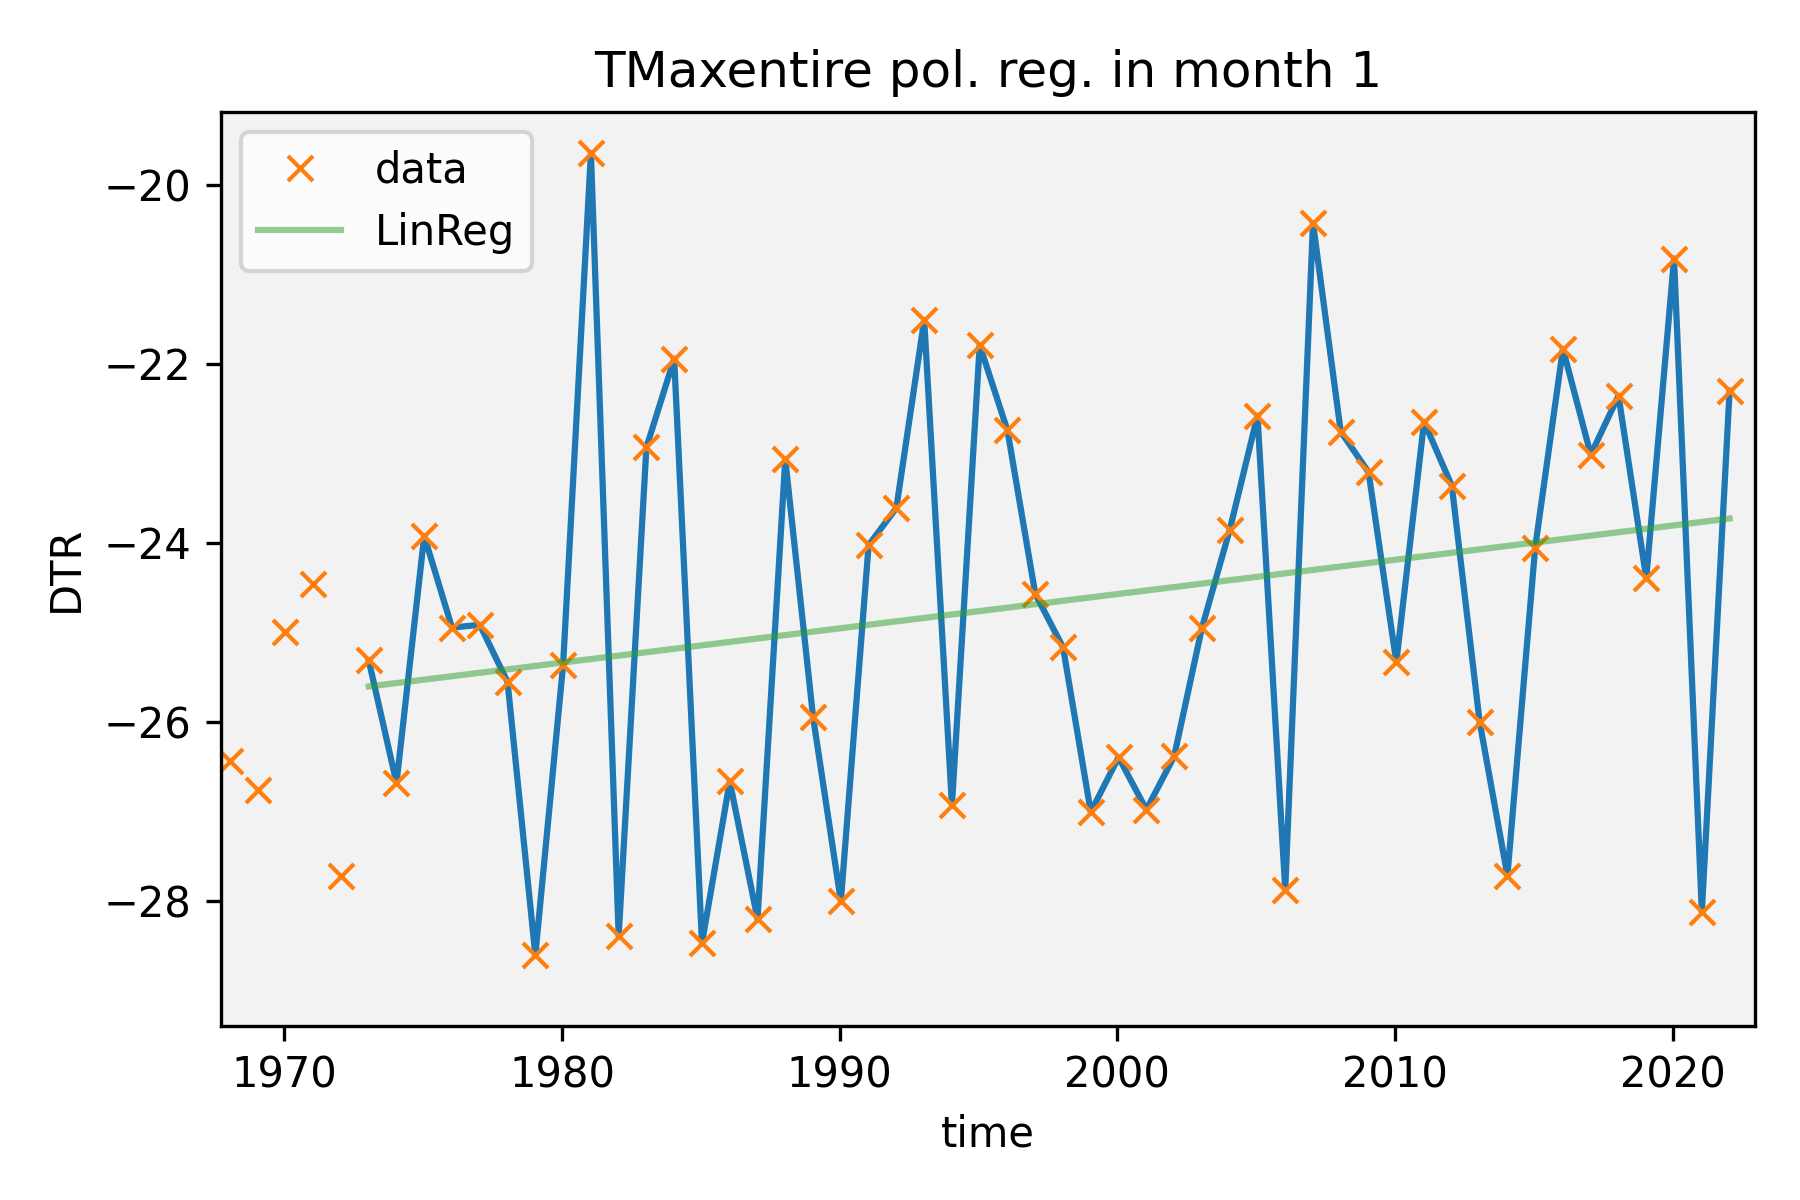 TMaxentire pol. reg. in month 1
data
LinReg
DTR
−20
−22
−24
−26
−28
1970 1980 1990 2000 2010 2020
time